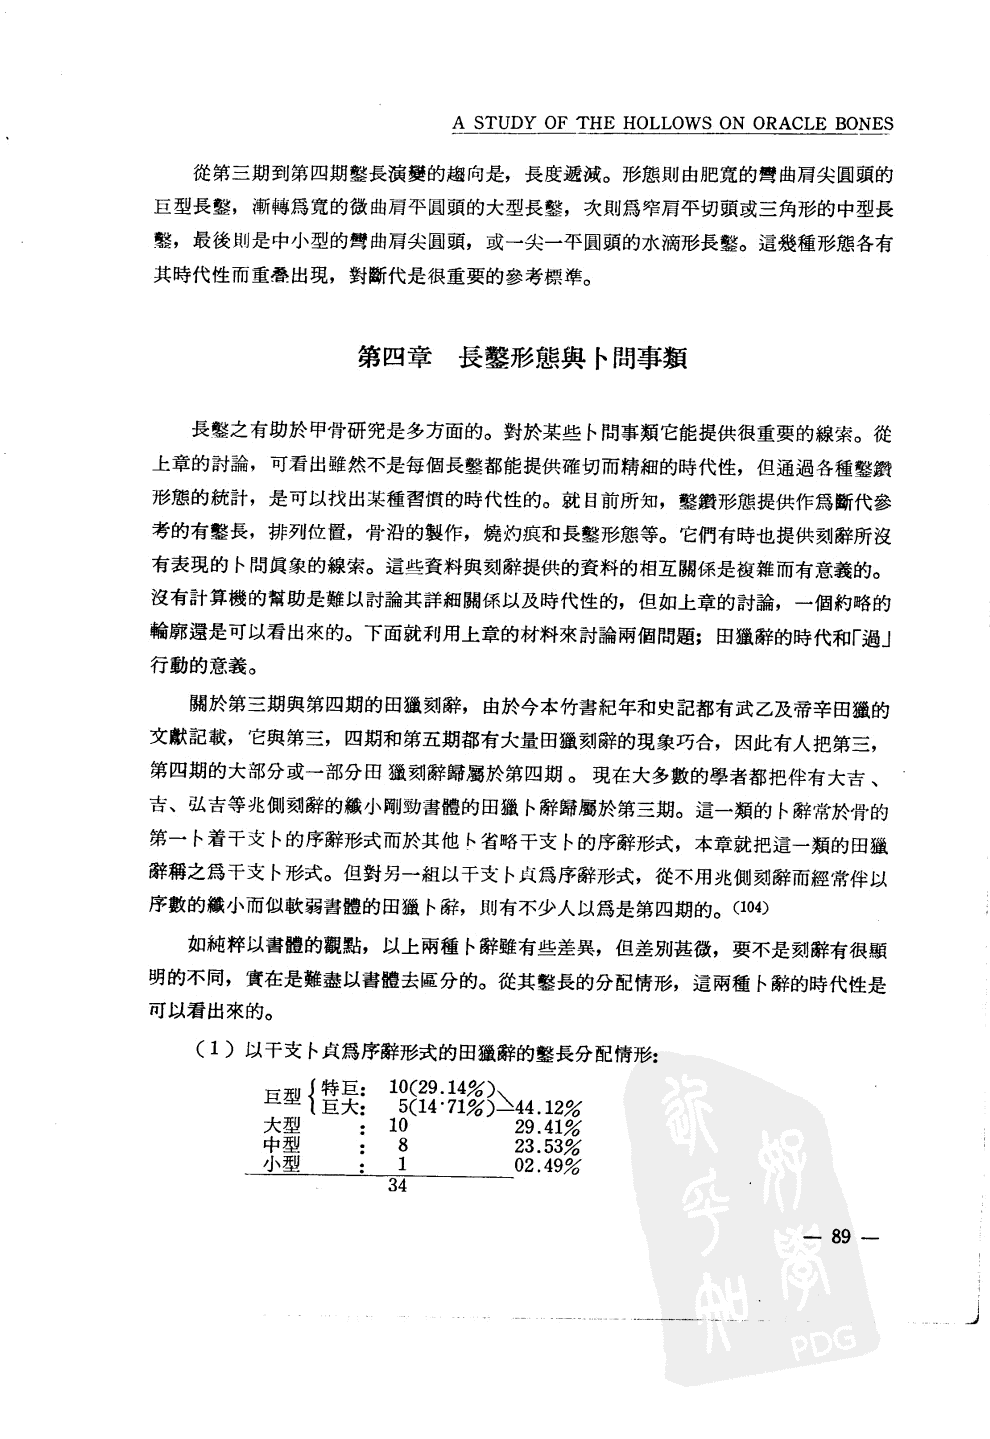 A STUDY OF THE HOLLOWS ON ORACLE BONES
從第三期到第四期鑿長演變的趨向是，長度遞減。形態則由肥寬的彎曲肩尖圓頭的
巨型長鑿，漸轉爲寬的微曲肩平圓頭的大型長鑿，次則爲窄肩平切頭或三角形的中型長
鑿，最後則是中小型的彎曲肩尖圓頭，或一尖一平圓頭的水滴形長鑿。這幾種形態各有
其時代性而重叠出現，對斷代是很重要的參考標準。
第四章　長鑿形態與卜問事類
長鑿之有助於甲骨研究是多方面的。對於某些卜問事類它能提供很重要的線索。從
上章的討論，可看出雖然不是每個長鑿都能提供確切而精細的時代性，但通過各種鑿鑽
形態的統計，是可以找出某種習慣的時代性的。就目前所知，鑿鑽形態提供作爲斷代參
考的有鑿長，排列位置，骨沿的製作，燒灼痕和長鑿形態等。它們有時也提供刻辭所沒
有表現的卜問眞象的線索。這些資料與刻辭提供的資料的相互關係是複雜而有意義的。
沒有計算機的幫助是難以討論其詳細關係以及時代性的，但如上章的討論，一個約略的
輪廓還是可以看出來的。下面就利用上章的材料來討論兩個問題；田獵辭的時代和「過」
行動的意義。
關於第三期與第四期的田獵刻辭，由於今本竹書紀年和史記都有武乙及帝辛田獵的
文獻記載，它與第三，四期和第五期都有大量田獵刻辭的現象巧合，因此有人把第三，
第四期的大部分或一部分田 獵刻辭歸屬於第四期 。 現在大多數的學者都把伴有大吉 、
吉、弘吉等兆側刻辭的纖小剛勁書體的田獵卜辭歸屬於第三期。這一類的卜辭常於骨的
第一卜着干支卜的序辭形式而於其他卜省略干支卜的序辭形式，本章就把這一類的田獵
辭稱之爲干支卜形式。但對另一組以干支卜貞爲序辭形式，從不用兆側刻辭而經常伴以
序數的纖小而似軟弱書體的田獵卜辭，則有不少人以爲是第四期的。(104)
如純粹以書體的觀點，以上兩種卜辭雖有些差異，但差別甚微，要不是刻辭有很顯
明的不同，實在是難盡以書體去區分的。從其鑿長的分配情形，這兩種卜辭的時代性是
可以看出來的。
（1）以干支卜貞爲序辭形式的田獵辭的鑿長分配情形：
巨型{特巨： 10(29.14%)
巨大： 5(14·71%) 44.12%
大型 ： 10 29.41%
中型 ： 8 23.53%
小型 ： 1 02.49%
34
— 89 —
好學
近乎知
PDG